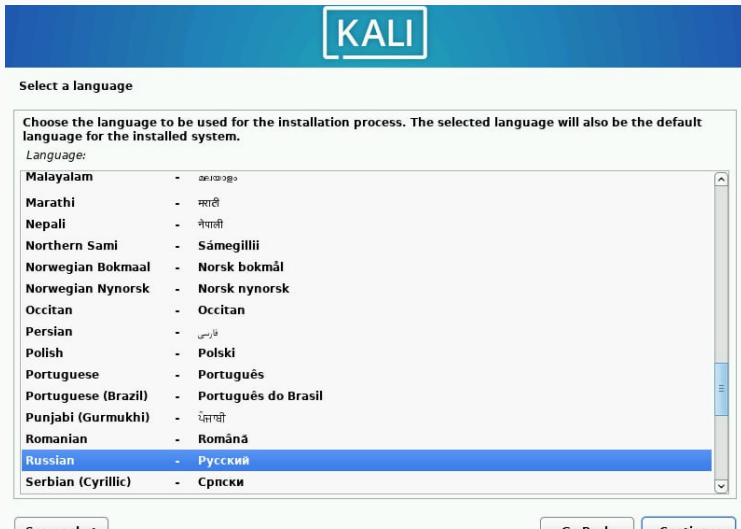 KALI
Select a language
Choose the language to be used for the installation process. The selected language will also be the default
language for the installed system.
Language:
Malayalam - മലയാളം
Marathi - मराठी
Nepali - नेपाली
Northern Sami - Sámegillii
Norwegian Bokmaal - Norsk bokmål
Norwegian Nynorsk - Norsk nynorsk
Occitan - Occitan
Persian - فارسی
Polish - Polski
Portuguese - Português
Portuguese (Brazil) - Português do Brasil
Punjabi (Gurmukhi) - ਪੰਜਾਬੀ
Romanian - Română
Russian - Русский
Serbian (Cyrillic) - Српски